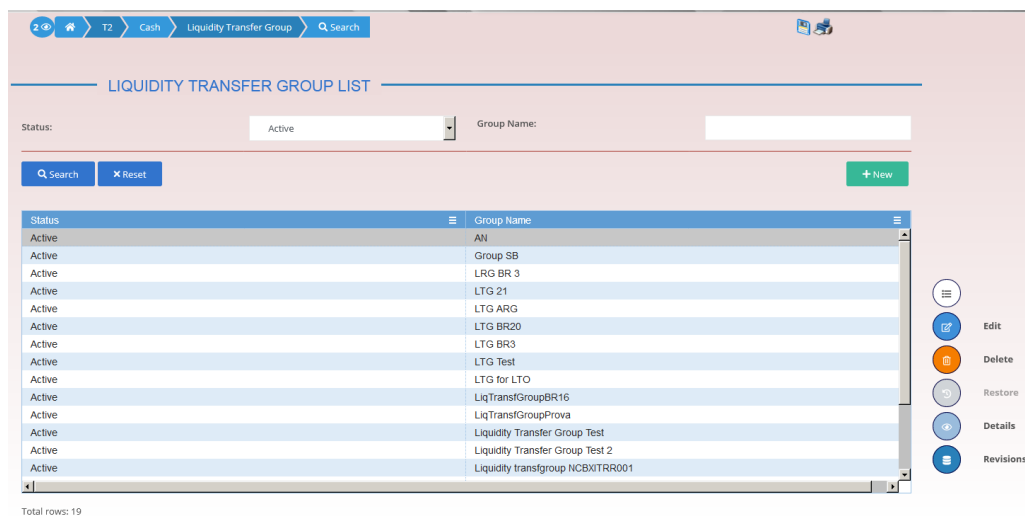 2 T2 Cash Liquidity Transfer Group Search
LIQUIDITY TRANSFER GROUP LIST
Status: Active Group Name:
Search Reset New
Status Group Name
Active AN
Active Group SB
Active LRG BR 3
Active LTG 21
Active LTG ARG
Active LTG BR20
Active LTG BR3
Active LTG Test
Active LTG for LTO
Active LiqTransfGroupBR16
Active LiqTransfGroupProva
Active Liquidity Transfer Group Test
Active Liquidity Transfer Group Test 2
Active Liquidity transfgroup NCBXITRR001
Edit
Delete
Restore
Details
Revisions
Total rows: 19